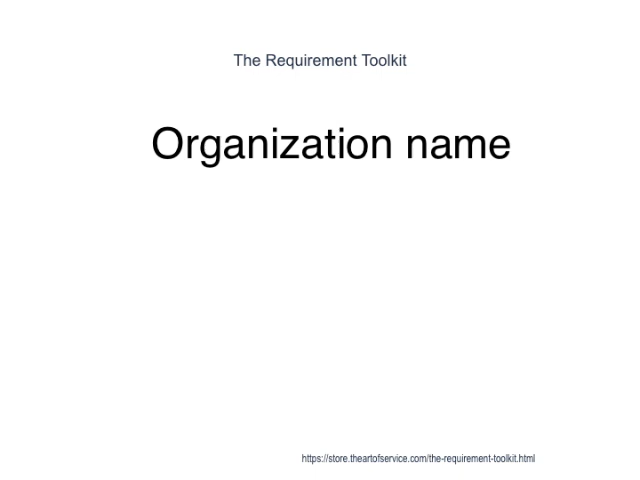 The Requirement Toolkit
Organization name
https://store.theartofservice.com/the-requirement-toolkit.html